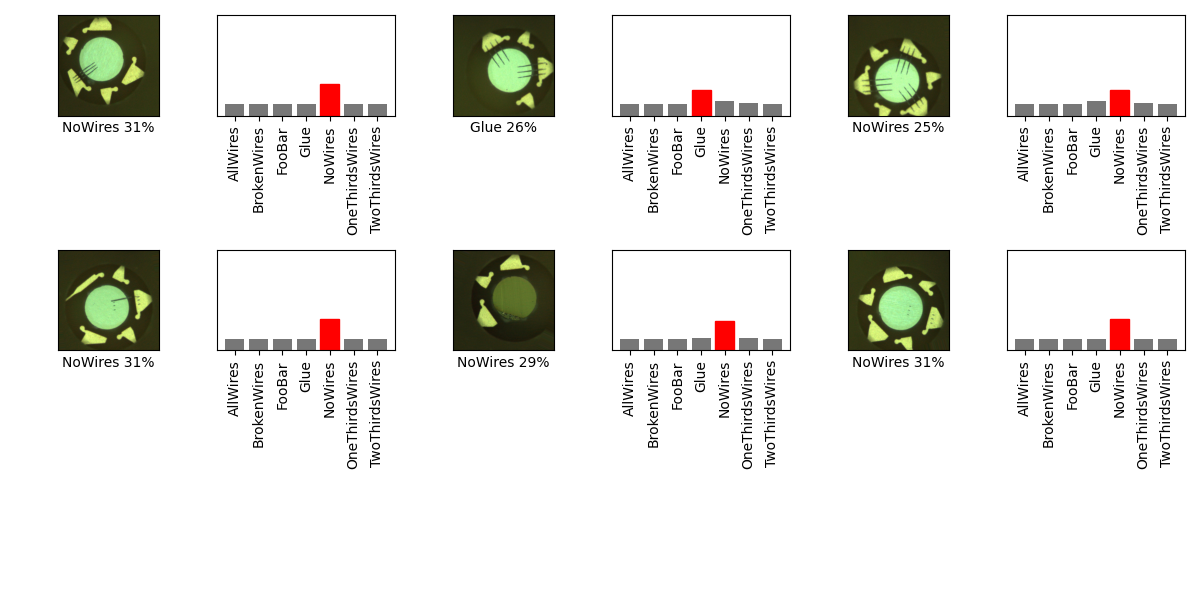 NoWires 31%
AllWires
BrokenWires
FooBar
Glue
NoWires
OneThirdsWires
TwoThirdsWires
Glue 26%
AllWires
BrokenWires
FooBar
Glue
NoWires
OneThirdsWires
TwoThirdsWires
NoWires 25%
AllWires
BrokenWires
FooBar
Glue
NoWires
OneThirdsWires
TwoThirdsWires
NoWires 31%
AllWires
BrokenWires
FooBar
Glue
NoWires
OneThirdsWires
TwoThirdsWires
NoWires 29%
AllWires
BrokenWires
FooBar
Glue
NoWires
OneThirdsWires
TwoThirdsWires
NoWires 31%
AllWires
BrokenWires
FooBar
Glue
NoWires
OneThirdsWires
TwoThirdsWires